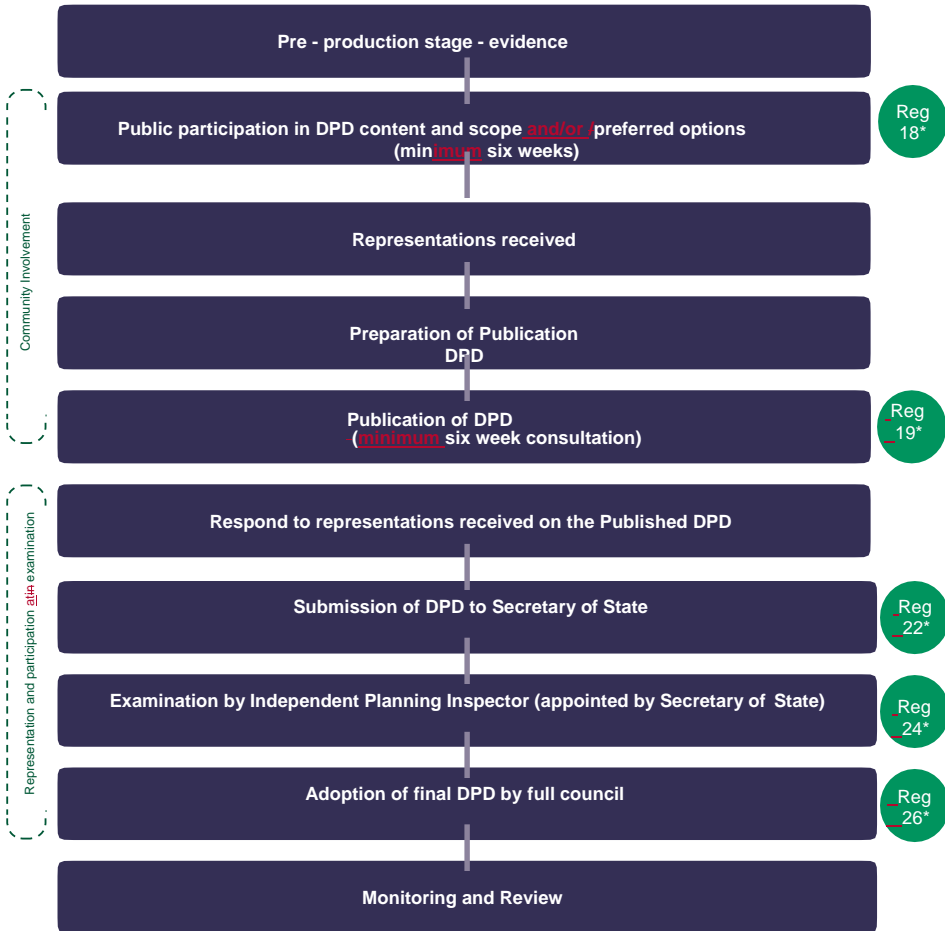 Pre - production stage - evidence
Public participation in DPD content and scope and/or /preferred options
(minimum six weeks)
Reg
18*
Community Involvement
Representations received
Preparation of Publication
DPD
Publication of DPD
(minimum six week consultation)
Reg
19*
Representation and participation atin examination
Respond to representations received on the Published DPD
Submission of DPD to Secretary of State
Reg
22*
Examination by Independent Planning Inspector (appointed by Secretary of State)
Reg
24*
Adoption of final DPD by full council
Reg
26*
Monitoring and Review